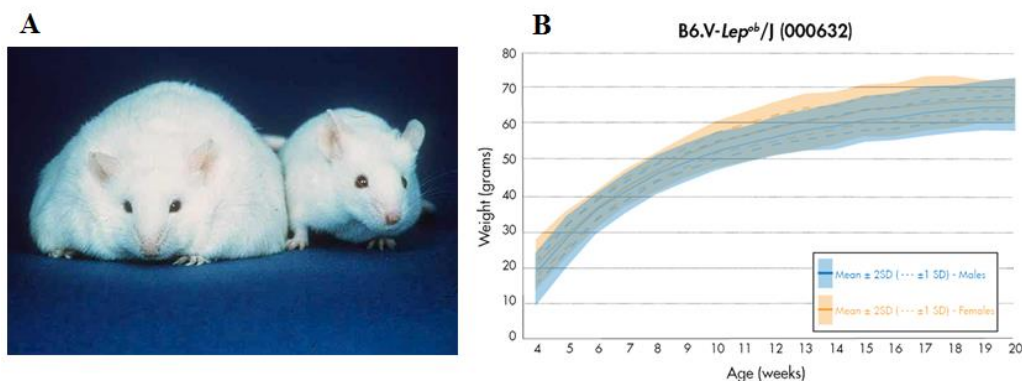 A
B
B6.V-Lepᵒᵇ/J (000632)
80
70
60
50
40
30
20
10
0
Weight (grams)
4 5 6 7 8 9 10 11 12 13 14 15 16 17 18 19 20
Age (weeks)
Mean ± 2SD (--- ±1 SD) - Males
Mean ± 2SD (--- ±1 SD) - Females